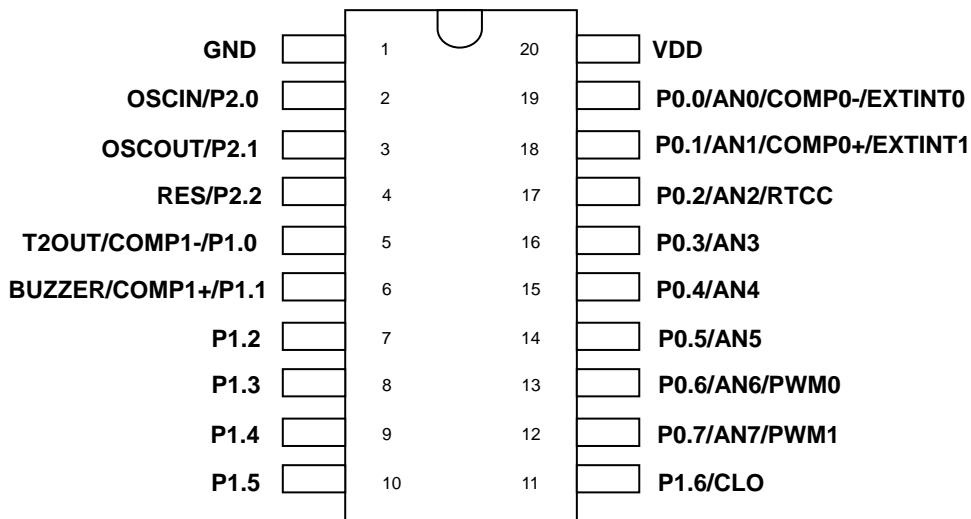 GND 1 20 VDD
OSCIN/P2.0 2 19 P0.0/AN0/COMP0-/EXTINT0
OSCOUT/P2.1 3 18 P0.1/AN1/COMP0+/EXTINT1
RES/P2.2 4 17 P0.2/AN2/RTCC
T2OUT/COMP1-/P1.0 5 16 P0.3/AN3
BUZZER/COMP1+/P1.1 6 15 P0.4/AN4
P1.2 7 14 P0.5/AN5
P1.3 8 13 P0.6/AN6/PWM0
P1.4 9 12 P0.7/AN7/PWM1
P1.5 10 11 P1.6/CLO